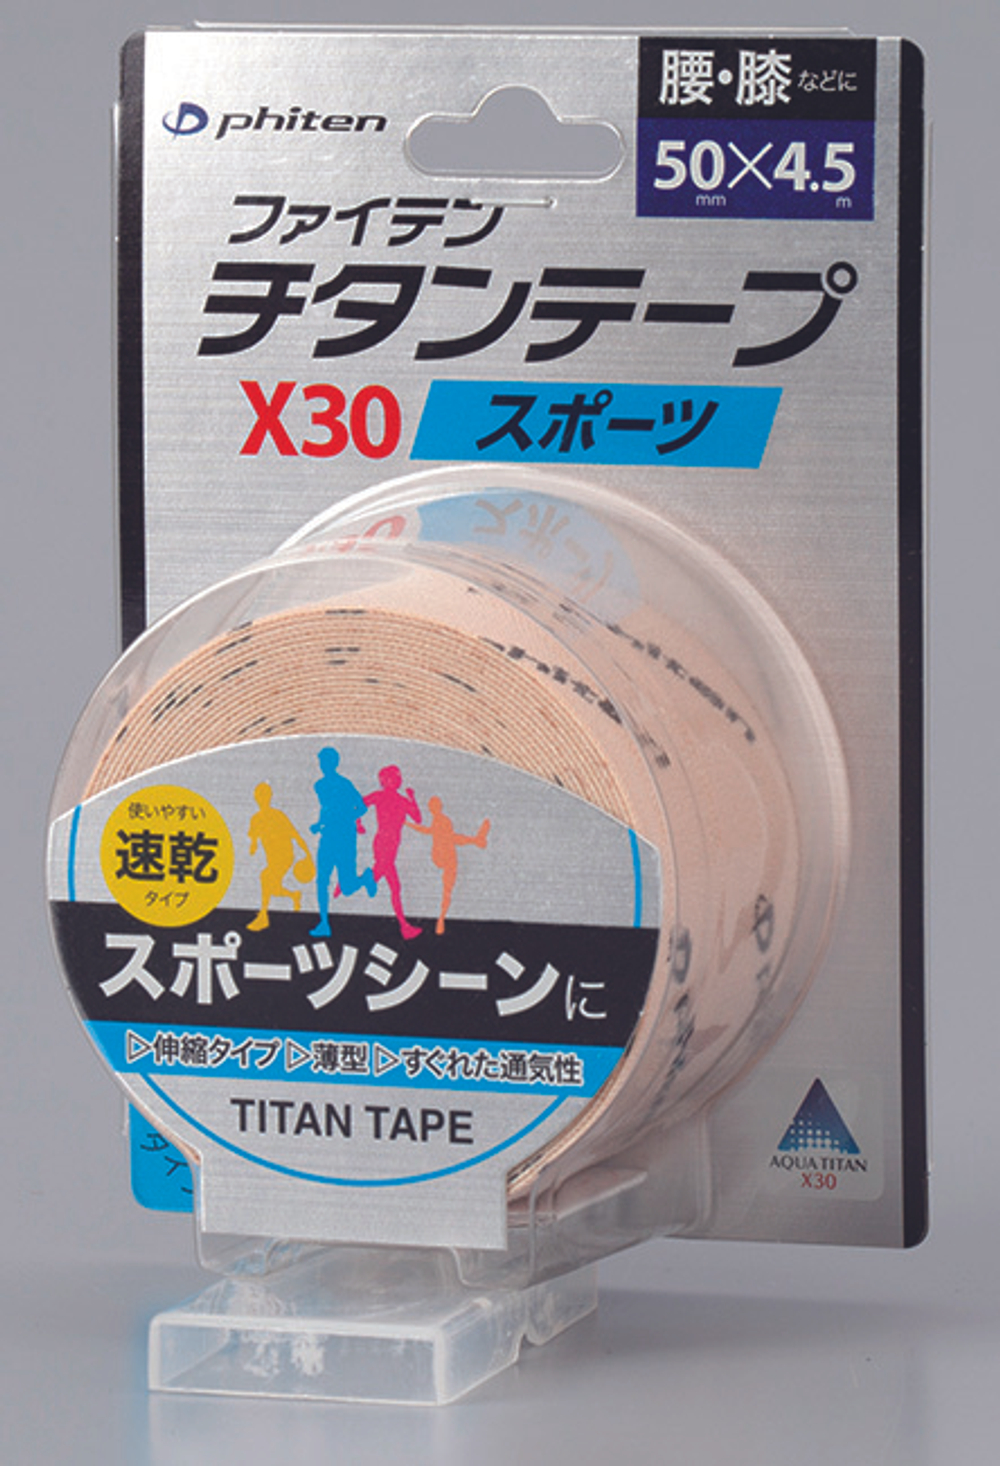 phiten
腰・膝などに
50mm×4.5m
ファイテン
チタンテープ
X30 スポーツ
使いやすい
速乾
タイプ
スポーツシーンに
▷伸縮タイプ▷薄型▷すぐれた通気性
TITAN TAPE
AQUA TITAN
X30